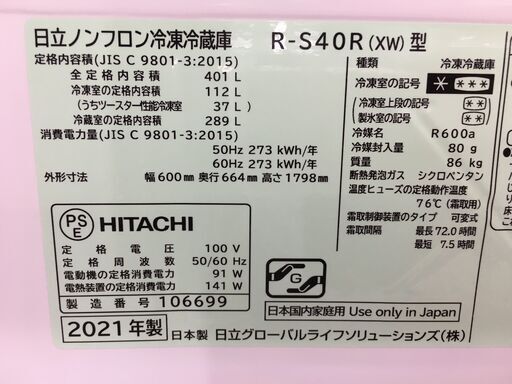 日立ノンフロン冷凍冷蔵庫 R-S40R(XW)型
定格内容積(JIS C 9801-3:2015)
全定格内容積 401 L
冷凍室の定格内容積 112 L
(うちツースター性能冷凍室 37 L)
冷蔵室の定格内容積 289 L
消費電力量(JIS C 9801-3:2015)
50Hz 273 kWh/年
60Hz 273 kWh/年
外形寸法 幅600mm 奥行664mm 高さ1798mm
PS
E
HITACHI
定格電圧 100 V
定格周波数 50/60 Hz
電動機の定格消費電力 91 W
電熱装置の定格消費電力 141 W
製造番号 106699
2021年製
日本製 日立グローバルライフソリューションズ(株)
種類 冷凍冷蔵庫
冷凍室の記号 * ***
(冷凍室上段の記号 **)
(製氷室の記号 **)
冷媒名 R600a
冷媒封入量 80 g
質量 86 kg
断熱発泡ガス シクロペンタン
温度ヒューズの定格動作温度
76℃(霜取用)
霜取制御装置のタイプ 可変式
霜取間隔 最長 72.0 時間
最短 7.5 時間
G
日本国内家庭用 Use only in Japan